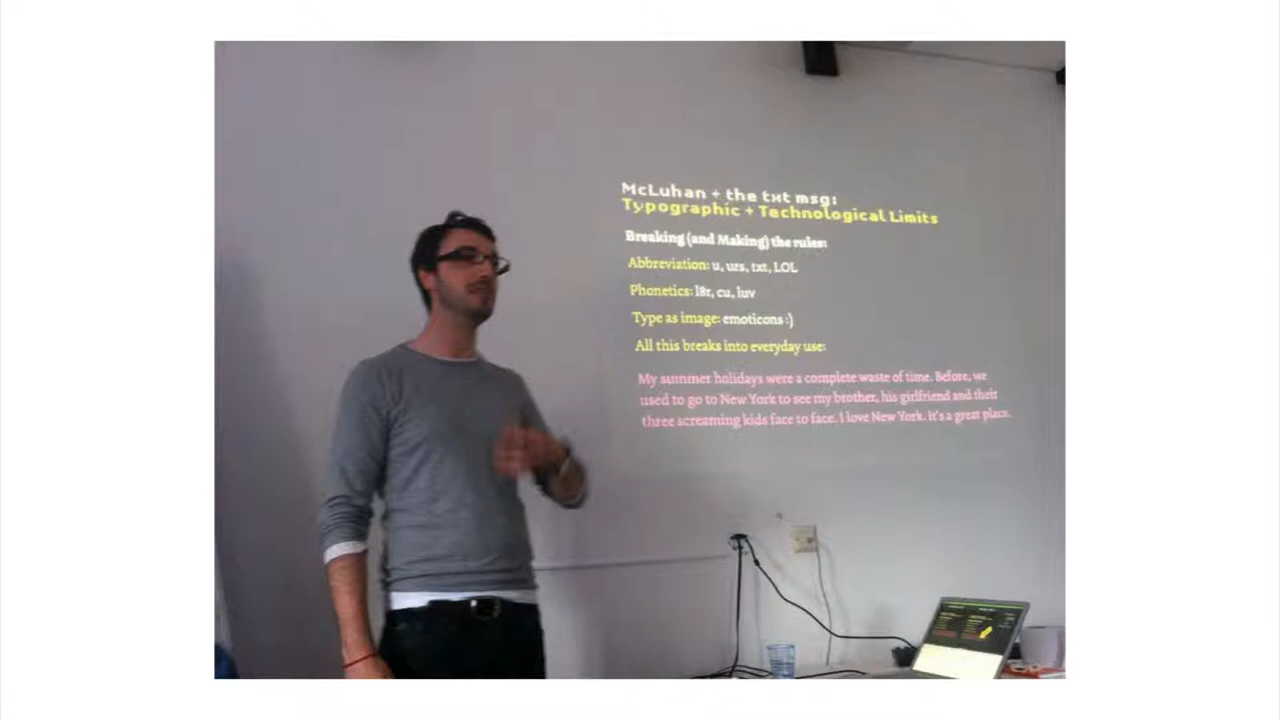 McLuhan + the txt msg:
Typographic + Technological Limits
Breaking (and Making) the rules:
Abbreviation: u, urs, txt, LOL
Phonetics: l8r, cu, luv
Type as image: emoticons :)
All this breaks into everyday use:
My summer holidays were a complete waste of time. Before, we
used to go to New York to see my brother, his girlfriend and their
three screaming kids face to face. I love New York. It's a great place.